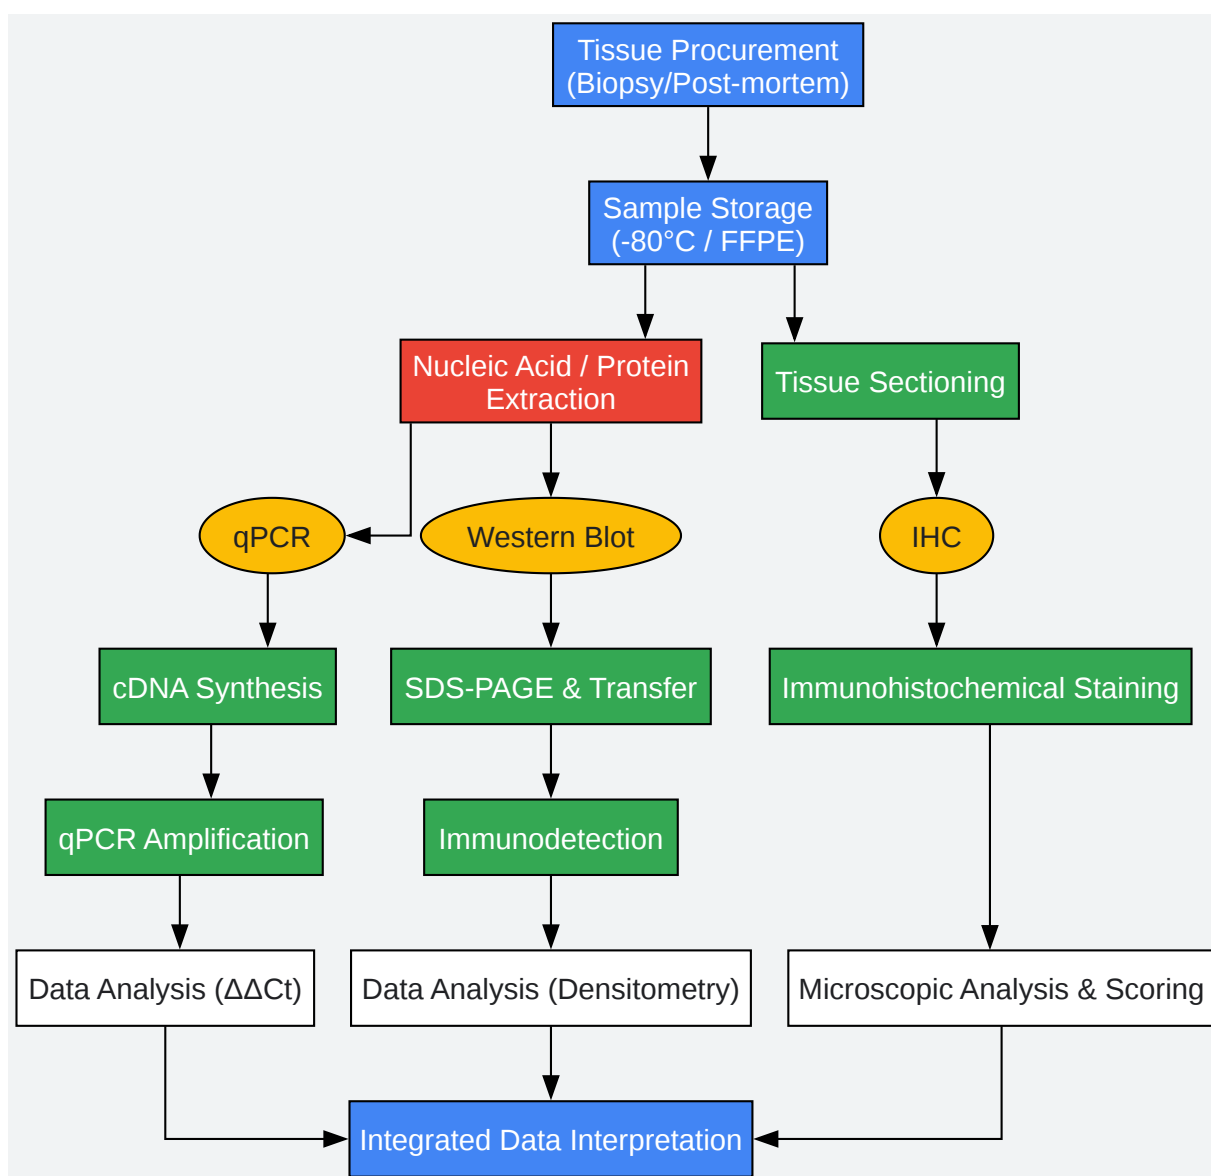 Tissue Procurement
(Biopsy/Post-mortem)
Sample Storage
(-80°C / FFPE)
Nucleic Acid / Protein
Extraction
Tissue Sectioning
qPCR
Western Blot
IHC
cDNA Synthesis
SDS-PAGE & Transfer
Immunohistochemical Staining
qPCR Amplification
Immunodetection
Data Analysis (ΔΔCt)
Data Analysis (Densitometry)
Microscopic Analysis & Scoring
Integrated Data Interpretation